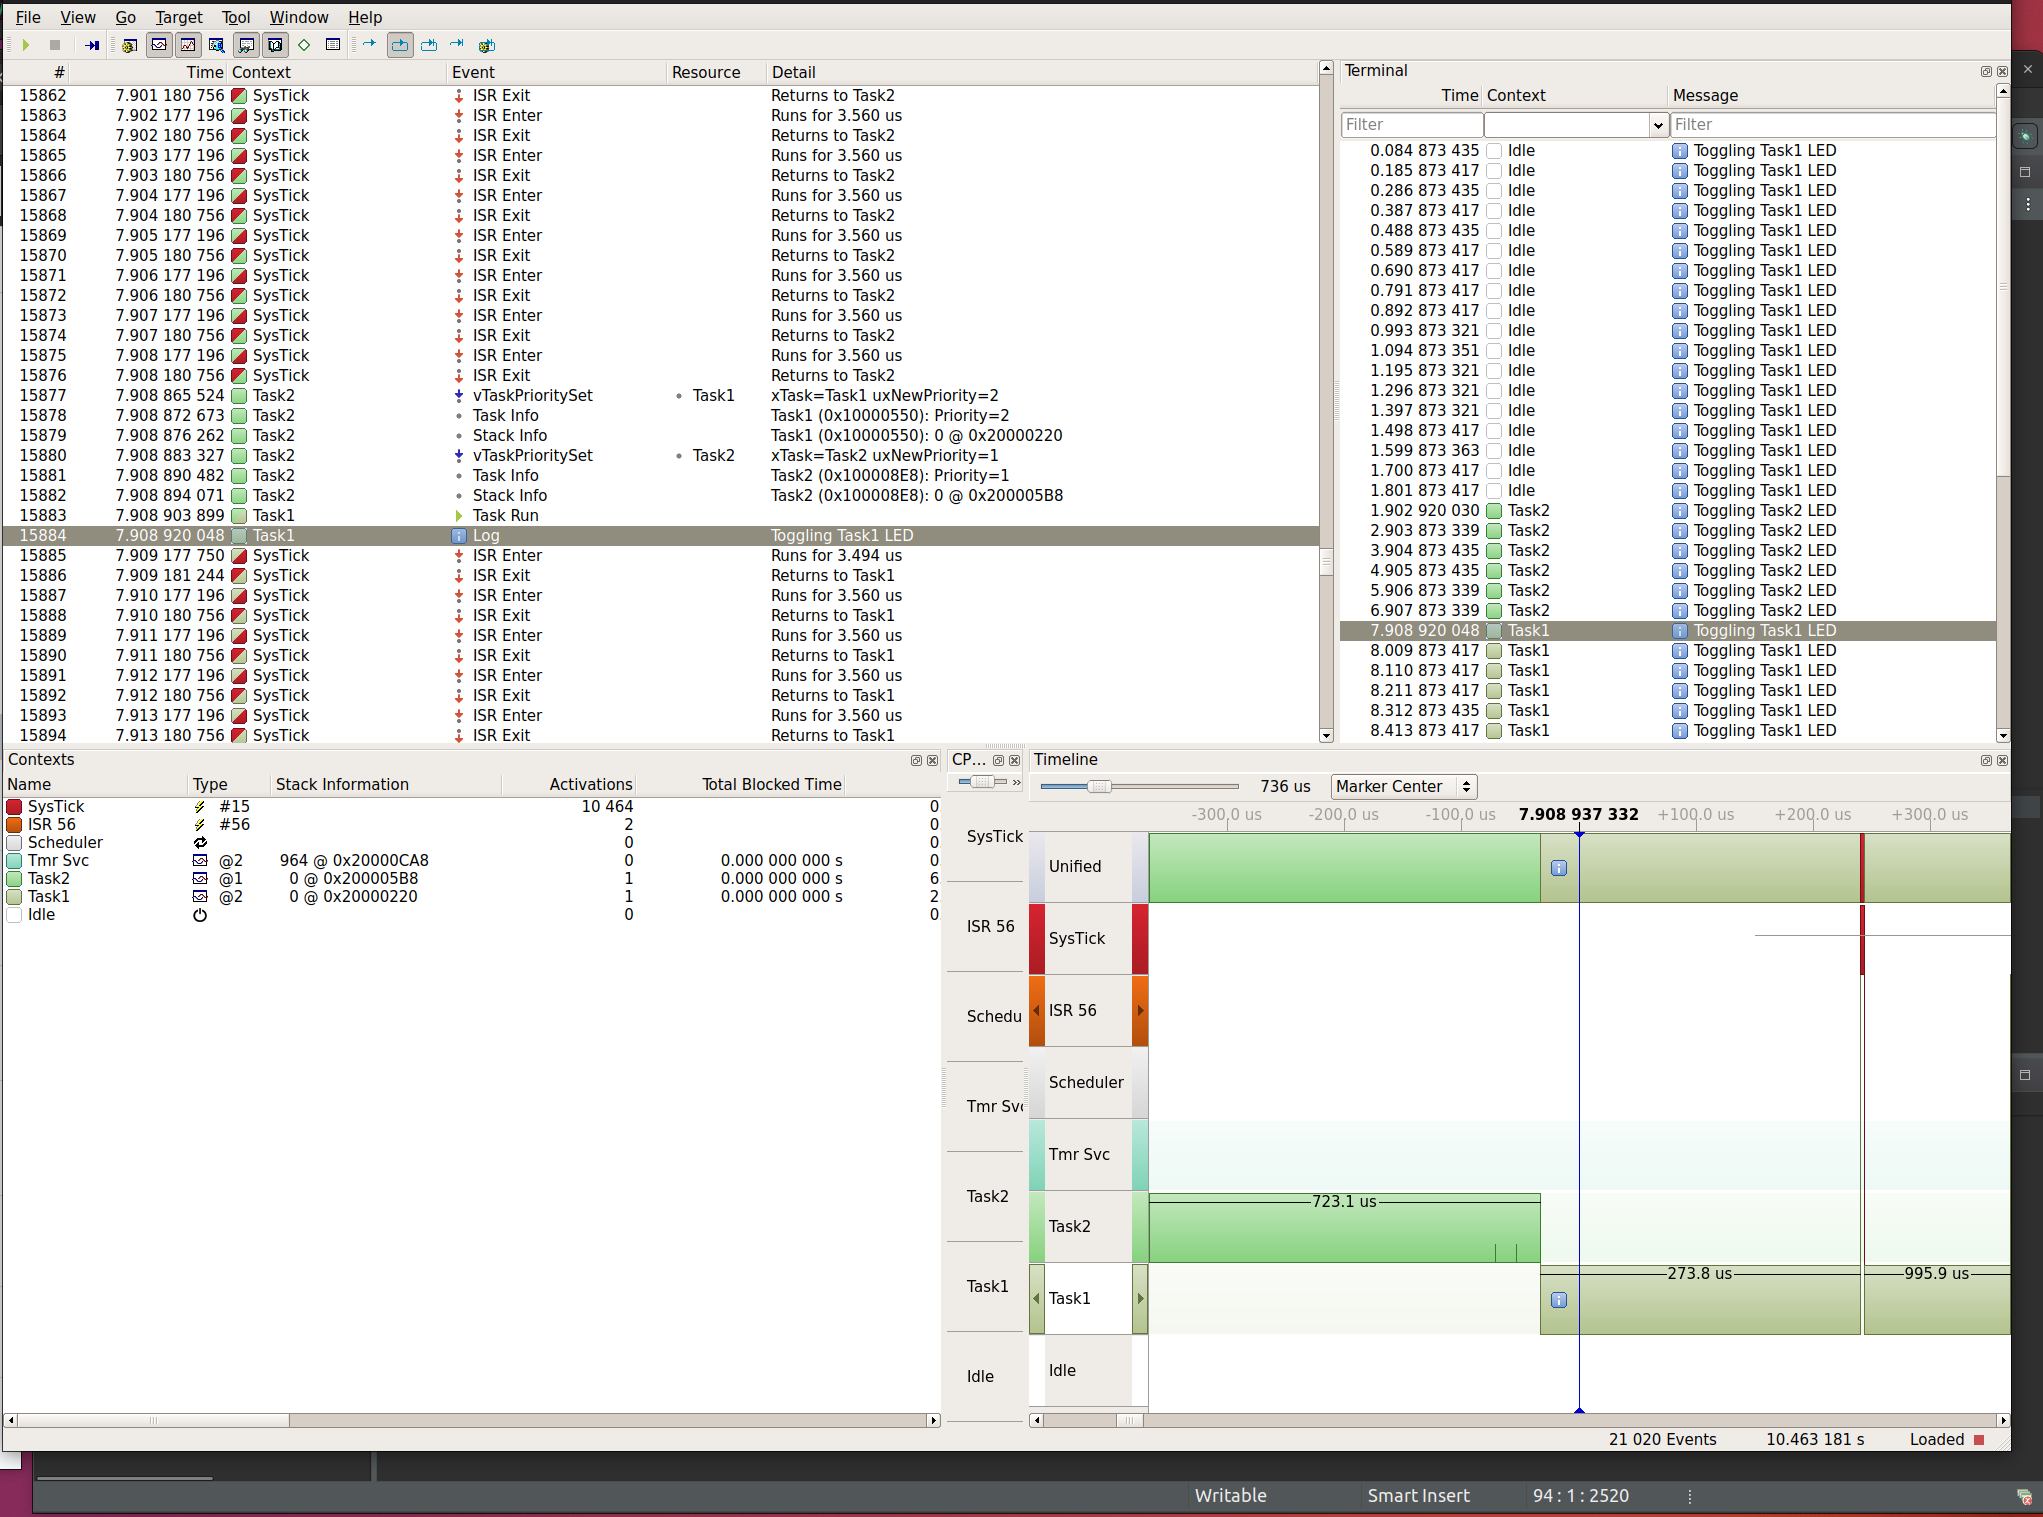 File View Go Target Tool Window Help
# Time Context Event Resource Detail
15862 7.901 180 756 SysTick ISR Exit Returns to Task2
15863 7.902 177 196 SysTick ISR Enter Runs for 3.560 us
15864 7.902 180 756 SysTick ISR Exit Returns to Task2
15865 7.903 177 196 SysTick ISR Enter Runs for 3.560 us
15866 7.903 180 756 SysTick ISR Exit Returns to Task2
15867 7.904 177 196 SysTick ISR Enter Runs for 3.560 us
15868 7.904 180 756 SysTick ISR Exit Returns to Task2
15869 7.905 177 196 SysTick ISR Enter Runs for 3.560 us
15870 7.905 180 756 SysTick ISR Exit Returns to Task2
15871 7.906 177 196 SysTick ISR Enter Runs for 3.560 us
15872 7.906 180 756 SysTick ISR Exit Returns to Task2
15873 7.907 177 196 SysTick ISR Enter Runs for 3.560 us
15874 7.907 180 756 SysTick ISR Exit Returns to Task2
15875 7.908 177 196 SysTick ISR Enter Runs for 3.560 us
15876 7.908 180 756 SysTick ISR Exit Returns to Task2
15877 7.908 865 524 Task2 vTaskPrioritySet Task1 xTask=Task1 uxNewPriority=2
15878 7.908 872 673 Task2 Task Info Task1 (0x10000550): Priority=2
15879 7.908 876 262 Task2 Stack Info Task1 (0x10000550): 0 @ 0x20000220
15880 7.908 883 327 Task2 vTaskPrioritySet Task2 xTask=Task2 uxNewPriority=1
15881 7.908 890 482 Task2 Task Info Task2 (0x100008E8): Priority=1
15882 7.908 894 071 Task2 Stack Info Task2 (0x100008E8): 0 @ 0x200005B8
15883 7.908 903 899 Task1 Task Run
15884 7.908 920 048 Task1 Log Toggling Task1 LED
15885 7.909 177 750 SysTick ISR Enter Runs for 3.494 us
15886 7.909 181 244 SysTick ISR Exit Returns to Task1
15887 7.910 177 196 SysTick ISR Enter Runs for 3.560 us
15888 7.910 180 756 SysTick ISR Exit Returns to Task1
15889 7.911 177 196 SysTick ISR Enter Runs for 3.560 us
15890 7.911 180 756 SysTick ISR Exit Returns to Task1
15891 7.912 177 196 SysTick ISR Enter Runs for 3.560 us
15892 7.912 180 756 SysTick ISR Exit Returns to Task1
15893 7.913 177 196 SysTick ISR Enter Runs for 3.560 us
15894 7.913 180 756 SysTick ISR Exit Returns to Task1
Terminal
Time Context Message
Filter Filter
0.084 873 435 Idle Toggling Task1 LED
0.185 873 417 Idle Toggling Task1 LED
0.286 873 435 Idle Toggling Task1 LED
0.387 873 417 Idle Toggling Task1 LED
0.488 873 435 Idle Toggling Task1 LED
0.589 873 417 Idle Toggling Task1 LED
0.690 873 417 Idle Toggling Task1 LED
0.791 873 417 Idle Toggling Task1 LED
0.892 873 417 Idle Toggling Task1 LED
0.993 873 321 Idle Toggling Task1 LED
1.094 873 351 Idle Toggling Task1 LED
1.195 873 321 Idle Toggling Task1 LED
1.296 873 321 Idle Toggling Task1 LED
1.397 873 321 Idle Toggling Task1 LED
1.498 873 417 Idle Toggling Task1 LED
1.599 873 363 Idle Toggling Task1 LED
1.700 873 417 Idle Toggling Task1 LED
1.801 873 417 Idle Toggling Task1 LED
1.902 920 030 Task2 Toggling Task2 LED
2.903 873 339 Task2 Toggling Task2 LED
3.904 873 435 Task2 Toggling Task2 LED
4.905 873 435 Task2 Toggling Task2 LED
5.906 873 339 Task2 Toggling Task2 LED
6.907 873 339 Task2 Toggling Task2 LED
7.908 920 048 Task1 Toggling Task1 LED
8.009 873 417 Task1 Toggling Task1 LED
8.110 873 417 Task1 Toggling Task1 LED
8.211 873 417 Task1 Toggling Task1 LED
8.312 873 435 Task1 Toggling Task1 LED
8.413 873 417 Task1 Toggling Task1 LED
Contexts
Name Type Stack Information Activations Total Blocked Time
SysTick #15 10 464 0.
ISR 56 #56 2 0.
Scheduler 0 0.
Tmr Svc @2 964 @ 0x20000CA8 0 0.000 000 000 s 0.
Task2 @1 0 @ 0x200005B8 1 0.000 000 000 s 6.
Task1 @2 0 @ 0x20000220 1 0.000 000 000 s 2.
Idle 0 0.
CP...
»
SysTick
ISR 56
Schedu
Tmr Sv
Task2
Task1
Idle
Timeline
736 us Marker Center
-300.0 us -200.0 us -100.0 us 7.908 937 332 +100.0 us +200.0 us +300.0 us
Unified
SysTick
ISR 56
Scheduler
Tmr Svc
Task2 723.1 us
Task1 273.8 us 995.9 us
Idle
21 020 Events 10.463 181 s Loaded
Writable Smart Insert 94 : 1 : 2520